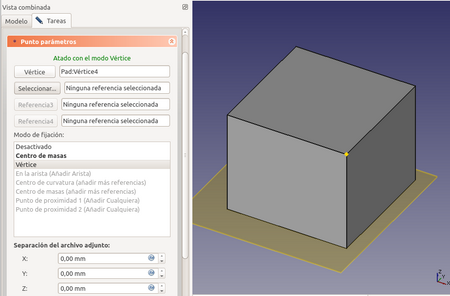 Vista combinada
Modelo
Tareas
Punto parámetros
Atado con el modo Vértice
Vértice
Pad:Vértice4
Seleccionar...
Ninguna referencia seleccionada
Referencia3
Ninguna referencia seleccionada
Referencia4
Ninguna referencia seleccionada
Modo de fijación:
Desactivado
Centro de masas
Vértice
En la arista (Añadir Arista)
Centro de curvatura (añadir más referencias)
Centro de masas (añadir más referencias)
Punto de proximidad 1 (Añadir Cualquiera)
Punto de proximidad 2 (Añadir Cualquiera)
Separación del archivo adjunto:
X:
0,00 mm
Y:
0,00 mm
Z:
0,00 mm